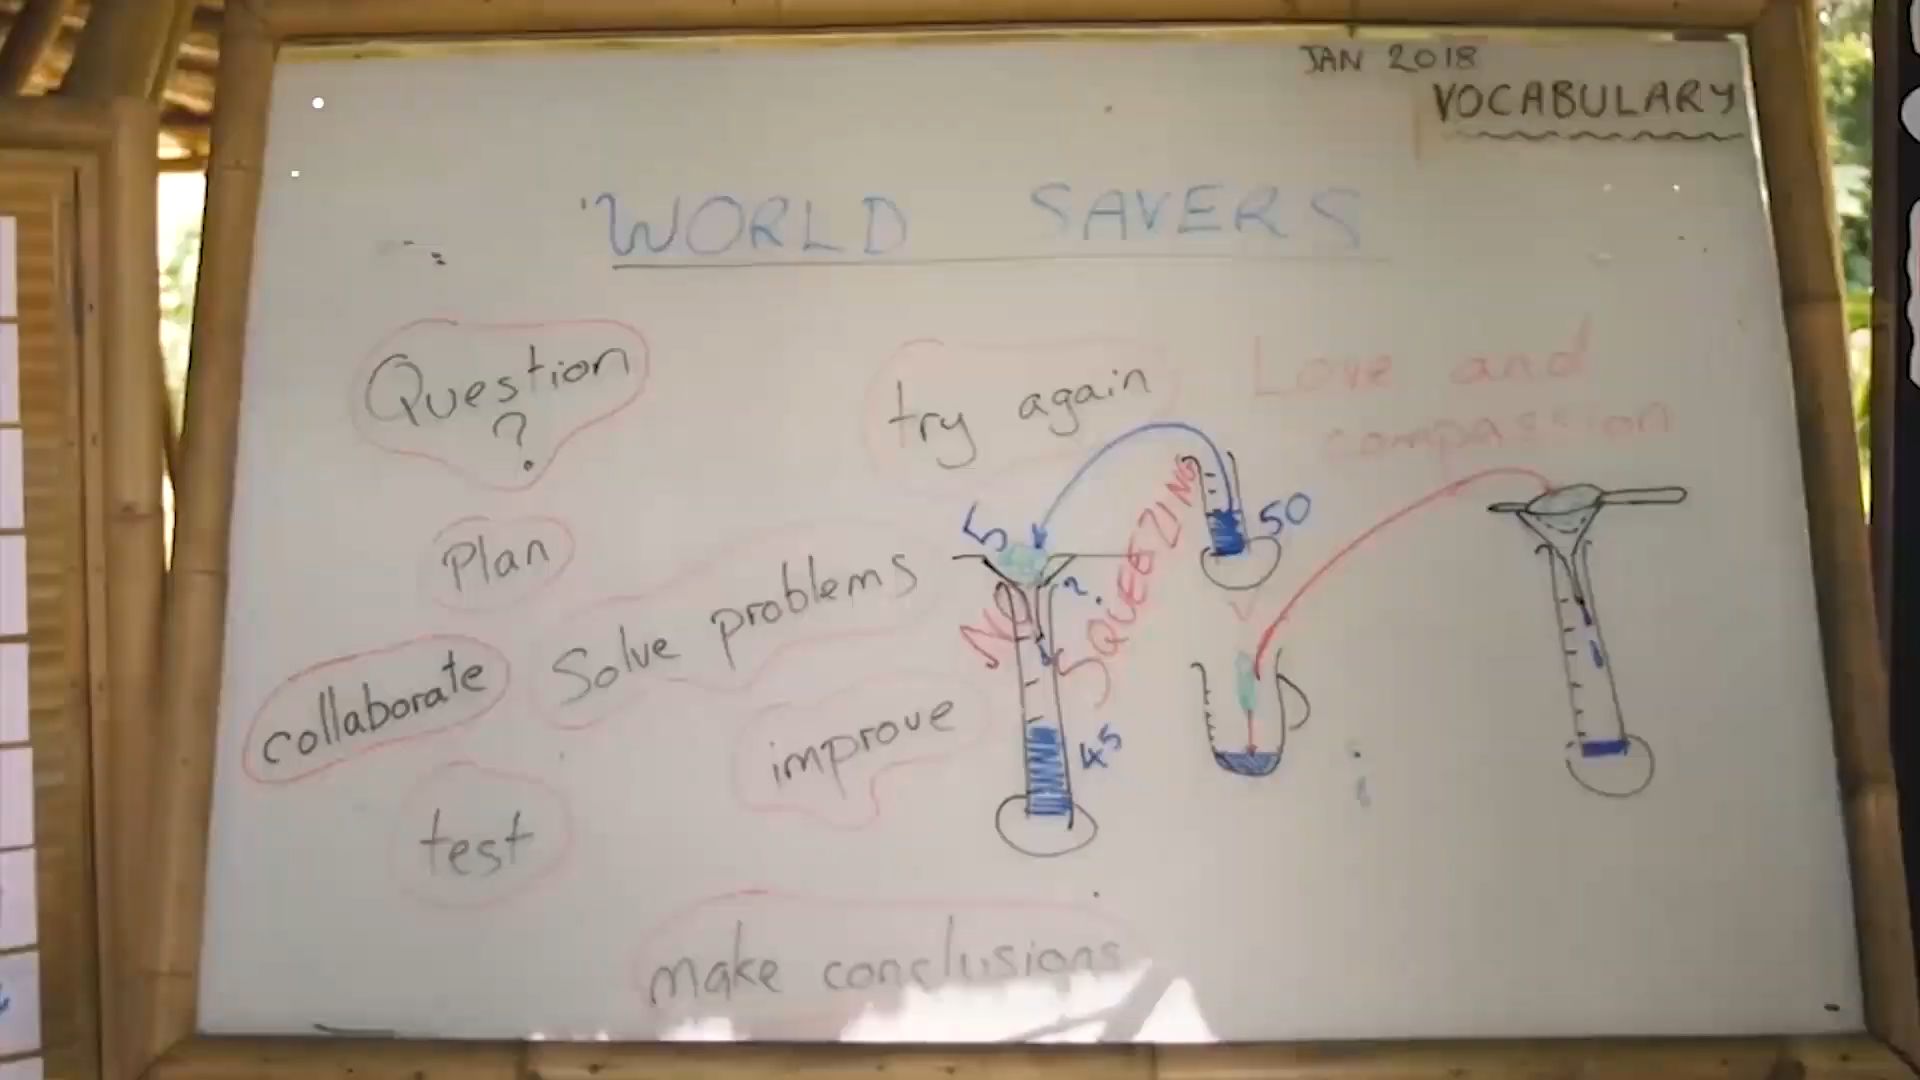 JAN 2018
VOCABULARY
WORLD SAVERS
Question
?
try again
Love and
compassion
Plan
Solve problems
collaborate
improve
test
make conclusions
5
50
?
NO
SQUEEZING
45